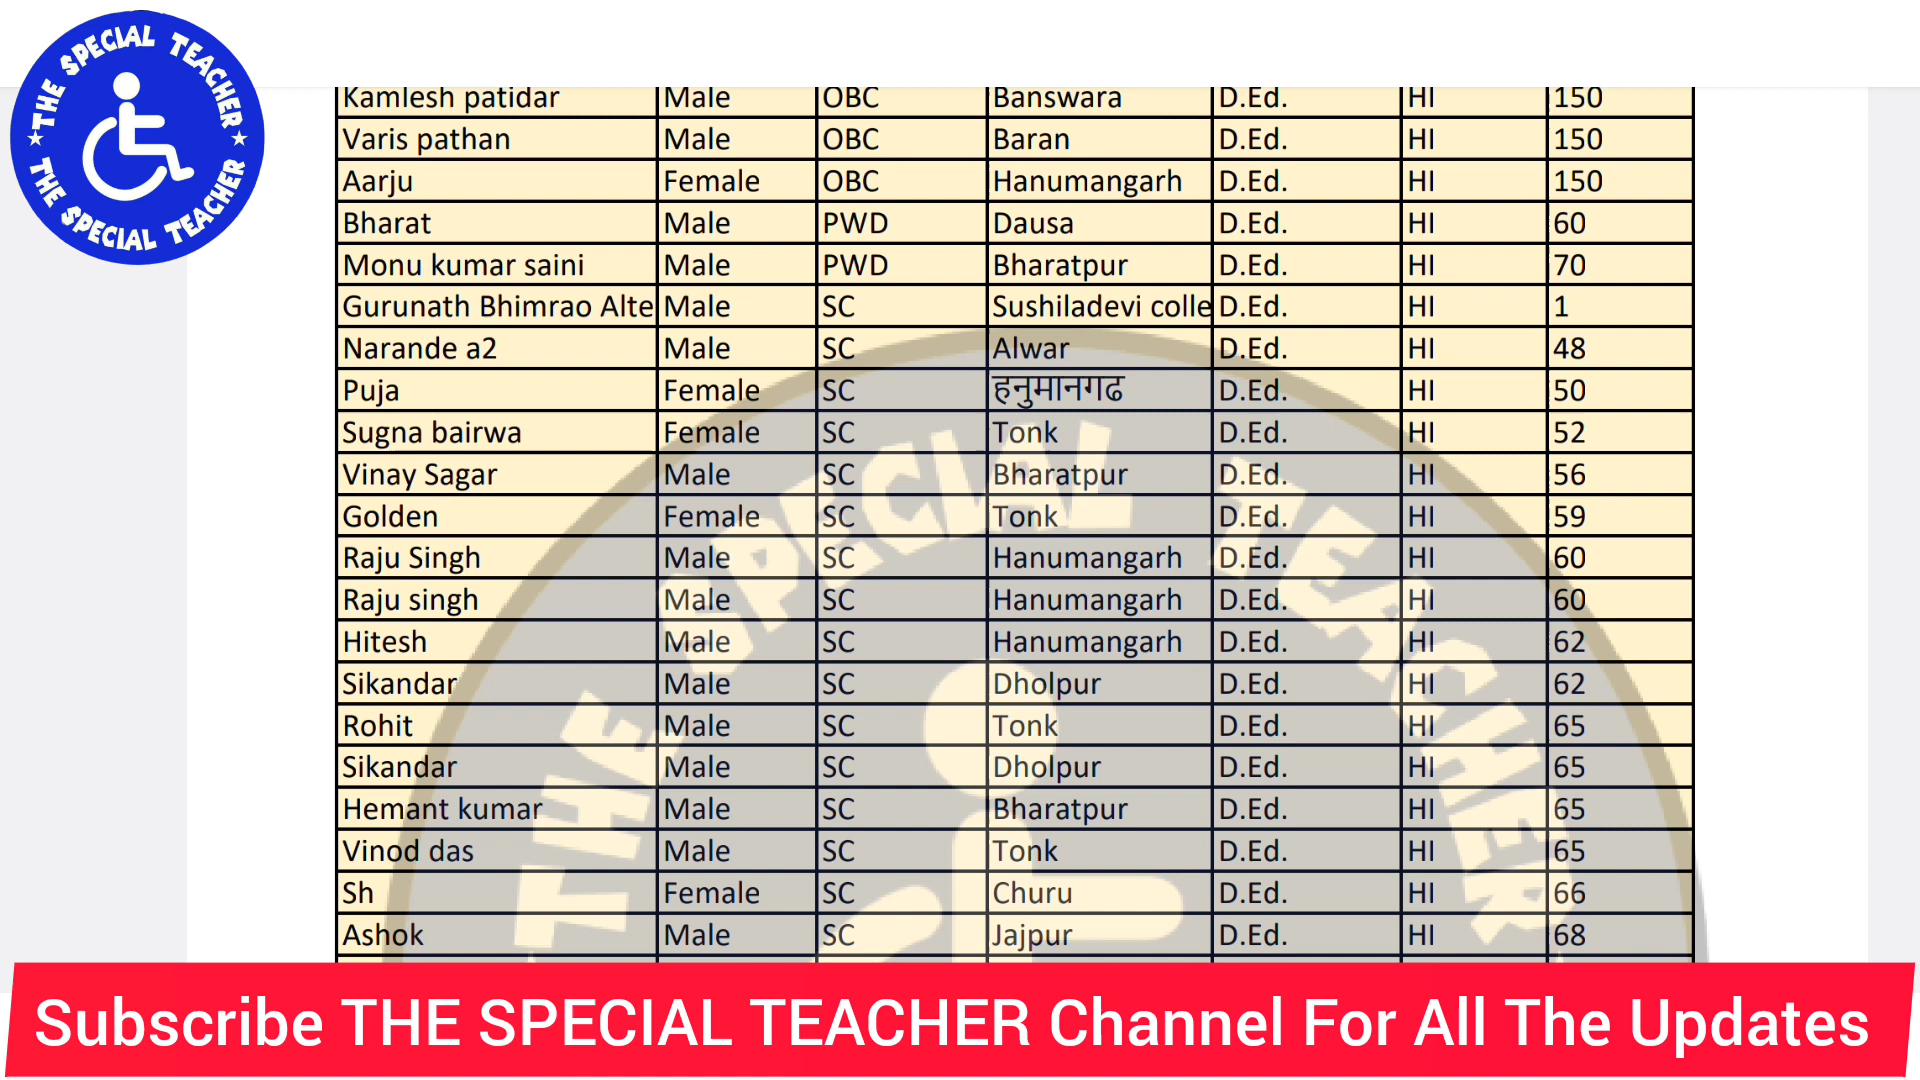 THE SPECIAL TEACHER
THE SPECIAL TEACHER
Kamlesh patidar Male OBC Banswara D.Ed. HI 150
Varis pathan Male OBC Baran D.Ed. HI 150
Aarju Female OBC Hanumangarh D.Ed. HI 150
Bharat Male PWD Dausa D.Ed. HI 60
Monu kumar saini Male PWD Bharatpur D.Ed. HI 70
Gurunath Bhimrao Alte Male SC Sushiladevi colle D.Ed. HI 1
Narande a2 Male SC Alwar D.Ed. HI 48
Puja Female SC हनुमानगढ D.Ed. HI 50
Sugna bairwa Female SC Tonk D.Ed. HI 52
Vinay Sagar Male SC Bharatpur D.Ed. HI 56
Golden Female SC Tonk D.Ed. HI 59
Raju Singh Male SC Hanumangarh D.Ed. HI 60
Raju singh Male SC Hanumangarh D.Ed. HI 60
Hitesh Male SC Hanumangarh D.Ed. HI 62
Sikandar Male SC Dholpur D.Ed. HI 62
Rohit Male SC Tonk D.Ed. HI 65
Sikandar Male SC Dholpur D.Ed. HI 65
Hemant kumar Male SC Bharatpur D.Ed. HI 65
Vinod das Male SC Tonk D.Ed. HI 65
Sh Female SC Churu D.Ed. HI 66
Ashok Male SC Jajpur D.Ed. HI 68
THE SPECIAL TEACHER
Subscribe THE SPECIAL TEACHER Channel For All The Updates